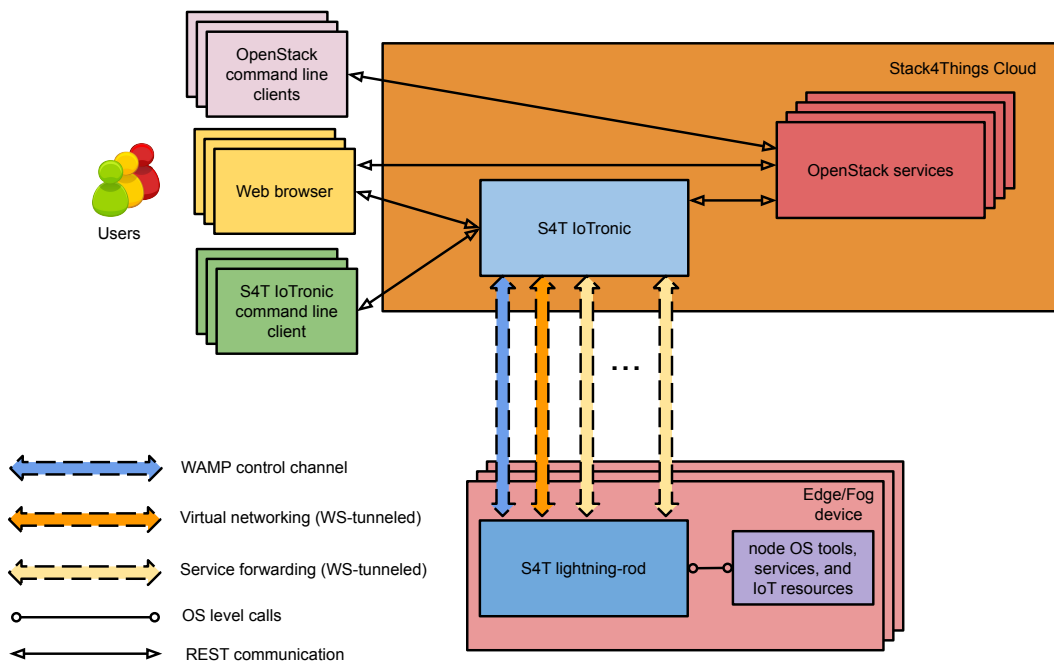 OpenStack
command line
clients
Stack4Things Cloud
Web browser
OpenStack services
Users
S4T IoTronic
S4T IoTronic
command line
client
...
WAMP control channel
Virtual networking (WS-tunneled)
Service forwarding (WS-tunneled)
OS level calls
REST communication
Edge/Fog
device
S4T lightning-rod
node OS tools,
services, and
IoT resources